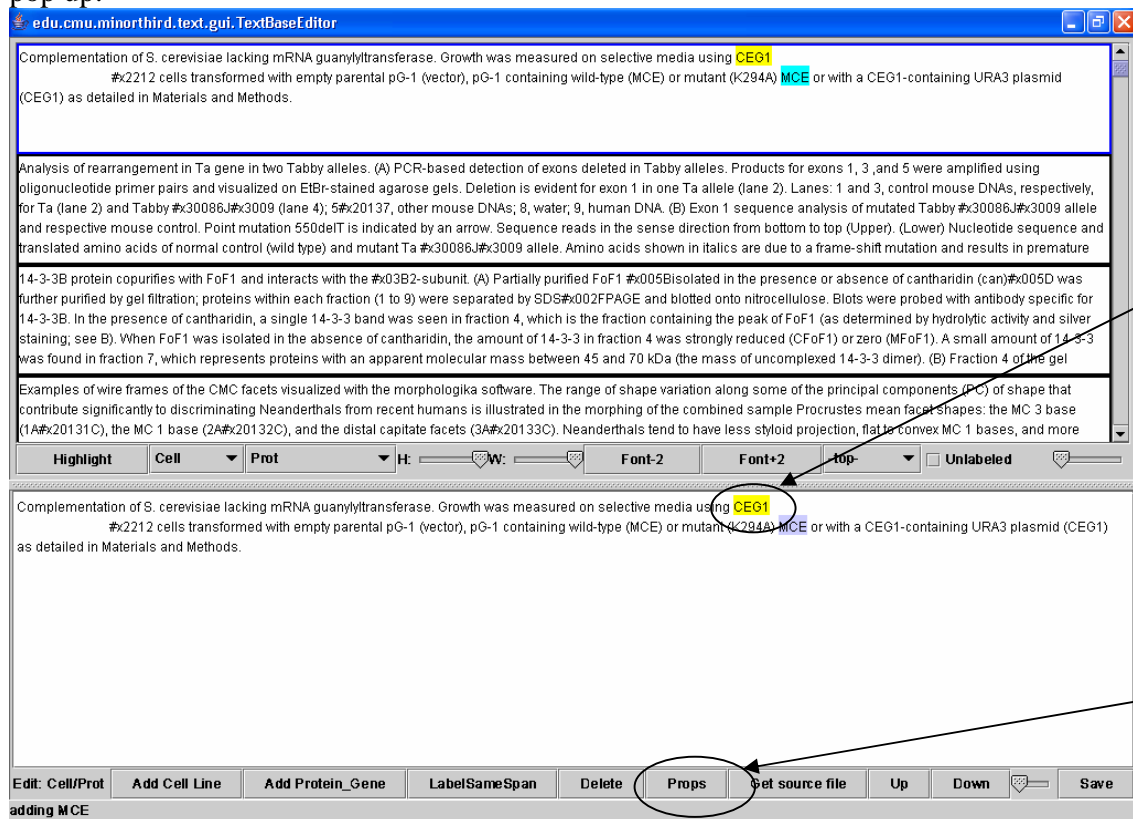 pop up.
edu.cmu.minorthird.text.gui.TextBaseEditor
Complementation of S. cerevisiae lacking mRNA guanylyltransferase. Growth was measured on selective media using CEG1
#x2212 cells transformed with empty parental pG-1 (vector), pG-1 containing wild-type (MCE) or mutant (K294A) MCE or with a CEG1-containing URA3 plasmid
(CEG1) as detailed in Materials and Methods.
Analysis of rearrangement in Ta gene in two Tabby alleles. (A) PCR-based detection of exons deleted in Tabby alleles. Products for exons 1, 3 ,and 5 were amplified using
oligonucleotide primer pairs and visualized on EtBr-stained agarose gels. Deletion is evident for exon 1 in one Ta allele (lane 2). Lanes: 1 and 3, control mouse DNAs, respectively,
for Ta (lane 2) and Tabby #x30086J#x3009 (lane 4); 5#x20137, other mouse DNAs; 8, water; 9, human DNA. (B) Exon 1 sequence analysis of mutated Tabby #x30086J#x3009 allele
and respective mouse control. Point mutation 550delT is indicated by an arrow. Sequence reads in the sense direction from bottom to top (Upper). (Lower) Nucleotide sequence and
translated amino acids of normal control (wild type) and mutant Ta #x30086J#x3009 allele. Amino acids shown in italics are due to a frame-shift mutation and results in premature
14-3-3B protein copurifies with FoF1 and interacts with the #x03B2-subunit. (A) Partially purified FoF1 #x005Bisolated in the presence or absence of cantharidin (can)#x005D was
further purified by gel filtration; proteins within each fraction (1 to 9) were separated by SDS#x002FPAGE and blotted onto nitrocellulose. Blots were probed with antibody specific for
14-3-3B. In the presence of cantharidin, a single 14-3-3 band was seen in fraction 4, which is the fraction containing the peak of FoF1 (as determined by hydrolytic activity and silver
staining; see B). When FoF1 was isolated in the absence of cantharidin, the amount of 14-3-3 in fraction 4 was strongly reduced (CFoF1) or zero (MFoF1). A small amount of 14-3-3
was found in fraction 7, which represents proteins with an apparent molecular mass between 45 and 70 kDa (the mass of uncomplexed 14-3-3 dimer). (B) Fraction 4 of the gel
Examples of wire frames of the CMC facets visualized with the morphologika software. The range of shape variation along some of the principal components (PC) of shape that
contribute significantly to discriminating Neanderthals from recent humans is illustrated in the morphing of the combined sample Procrustes mean facet shapes: the MC 3 base
(1A#x20131C), the MC 1 base (2A#x20132C), and the distal capitate facets (3A#x20133C). Neanderthals tend to have less styloid projection, flat to convex MC 1 bases, and more
Highlight Cell Prot H: W: Font-2 Font+2 -top- Unlabeled
Complementation of S. cerevisiae lacking mRNA guanylyltransferase. Growth was measured on selective media using CEG1
#x2212 cells transformed with empty parental pG-1 (vector), pG-1 containing wild-type (MCE) or mutant (K294A) MCE or with a CEG1-containing URA3 plasmid (CEG1)
as detailed in Materials and Methods.
Edit: Cell/Prot Add Cell Line Add Protein_Gene LabelSameSpan Delete Props Get source file Up Down Save
adding MCE